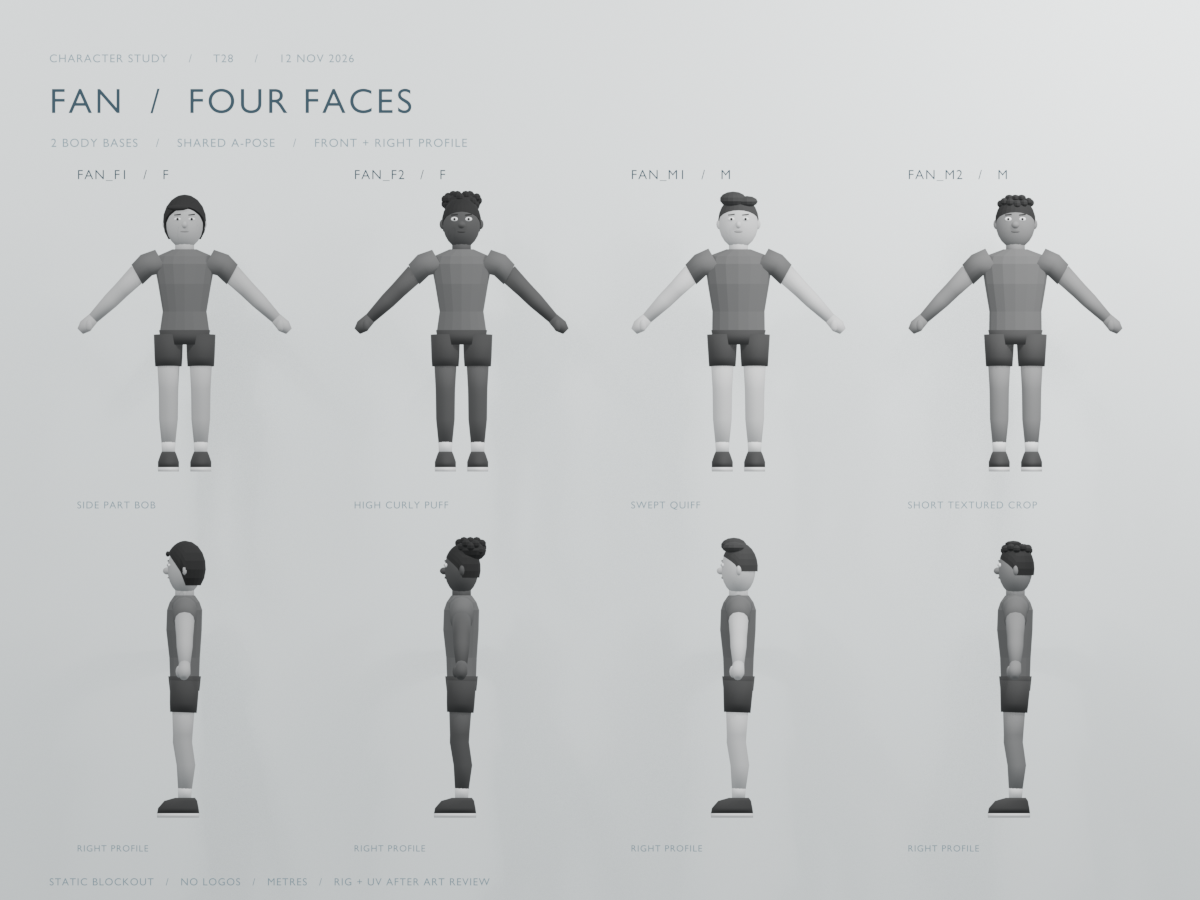 CHARACTER STUDY / T28 / 12 NOV 2026
FAN / FOUR FACES
2 BODY BASES / SHARED A-POSE / FRONT + RIGHT PROFILE
FAN_F1 / F
FAN_F2 / F
FAN_M1 / M
FAN_M2 / M
SIDE PART BOB
HIGH CURLY PUFF
SWEPT QUIFF
SHORT TEXTURED CROP
RIGHT PROFILE
RIGHT PROFILE
RIGHT PROFILE
RIGHT PROFILE
STATIC BLOCKOUT / NO LOGOS / METRES / RIG + UV AFTER ART REVIEW